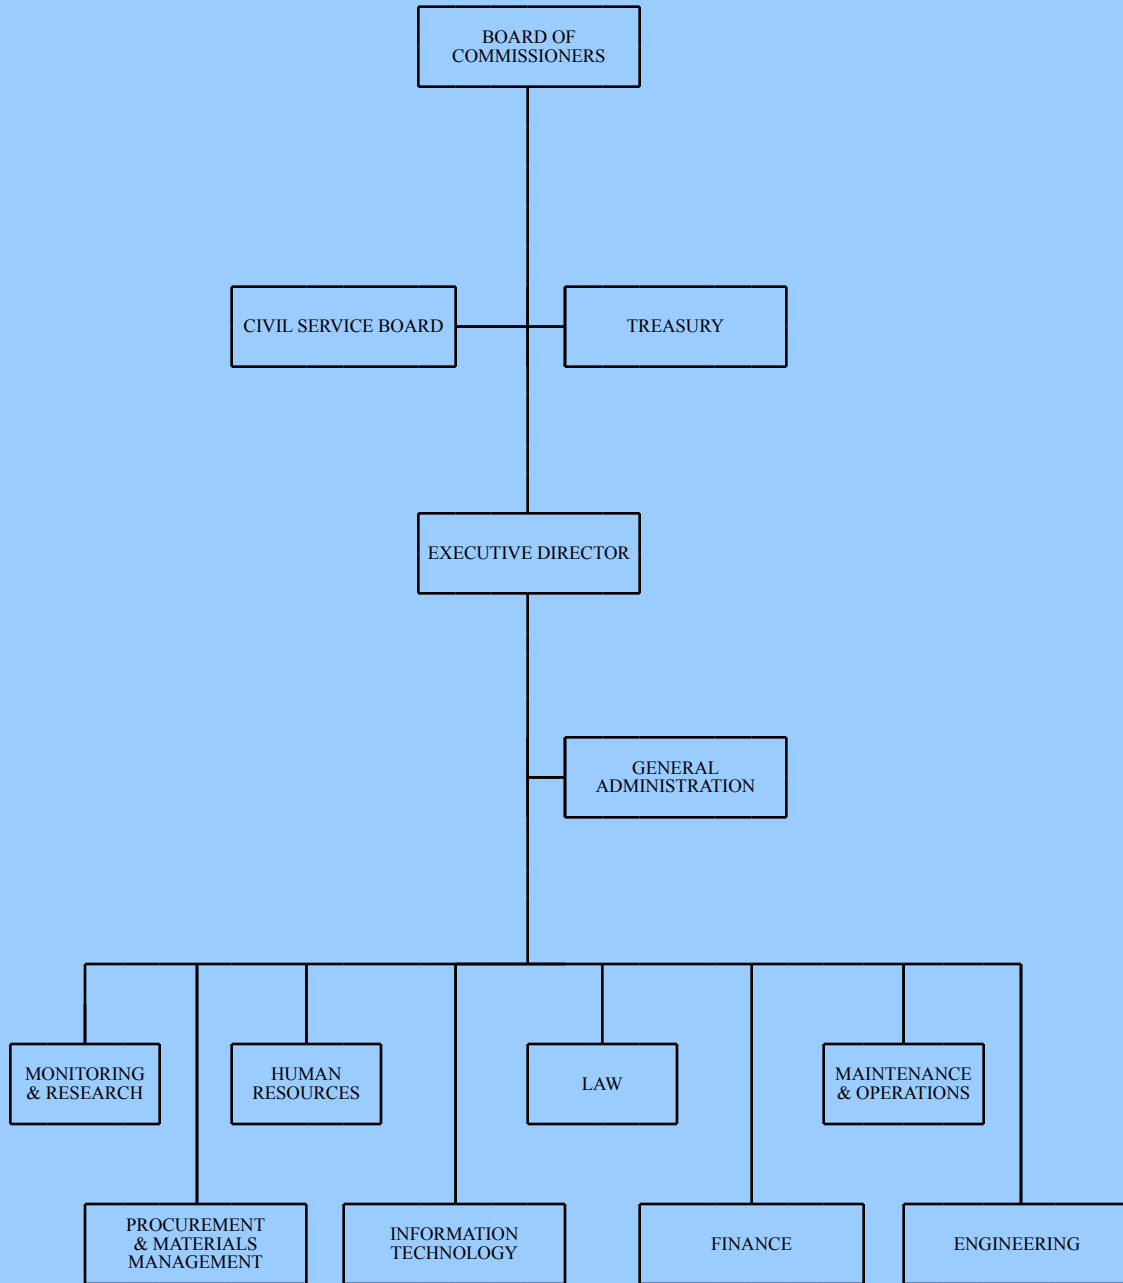 BOARD OF
COMMISSIONERS
CIVIL SERVICE BOARD
TREASURY
EXECUTIVE DIRECTOR
GENERAL
ADMINISTRATION
MONITORING
& RESEARCH
HUMAN
RESOURCES
LAW
MAINTENANCE
& OPERATIONS
PROCUREMENT
& MATERIALS
MANAGEMENT
INFORMATION
TECHNOLOGY
FINANCE
ENGINEERING